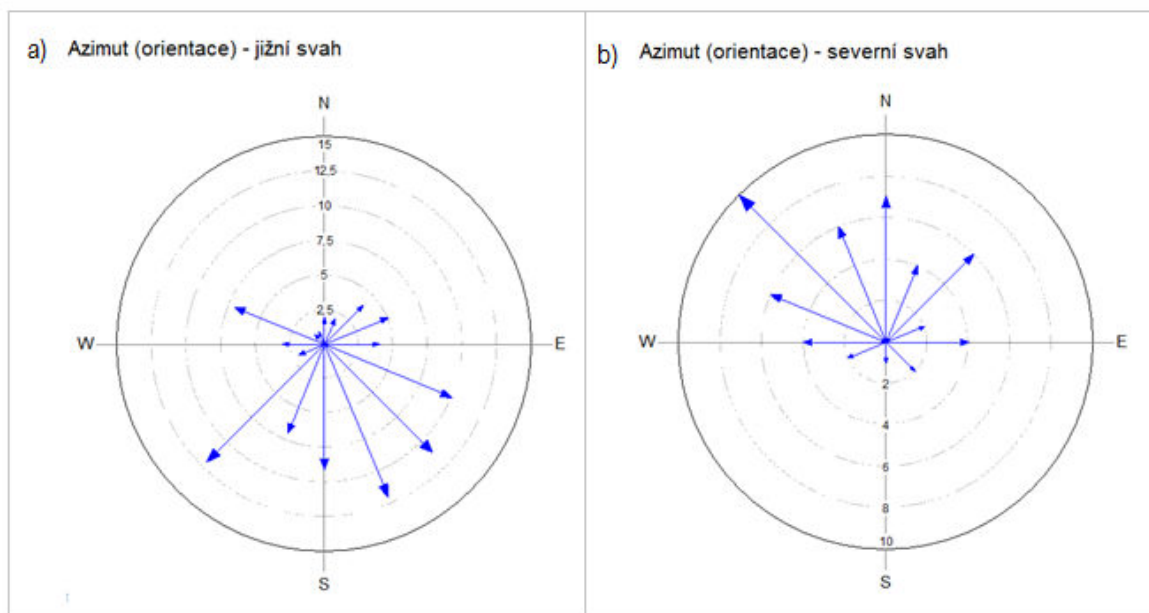 a) Azimut (orientace) - jižní svah
N
15
12,5
10
7,5
5
2,5
W
E
S
b) Azimut (orientace) - severní svah
N
W
E
2
4
6
8
10
S